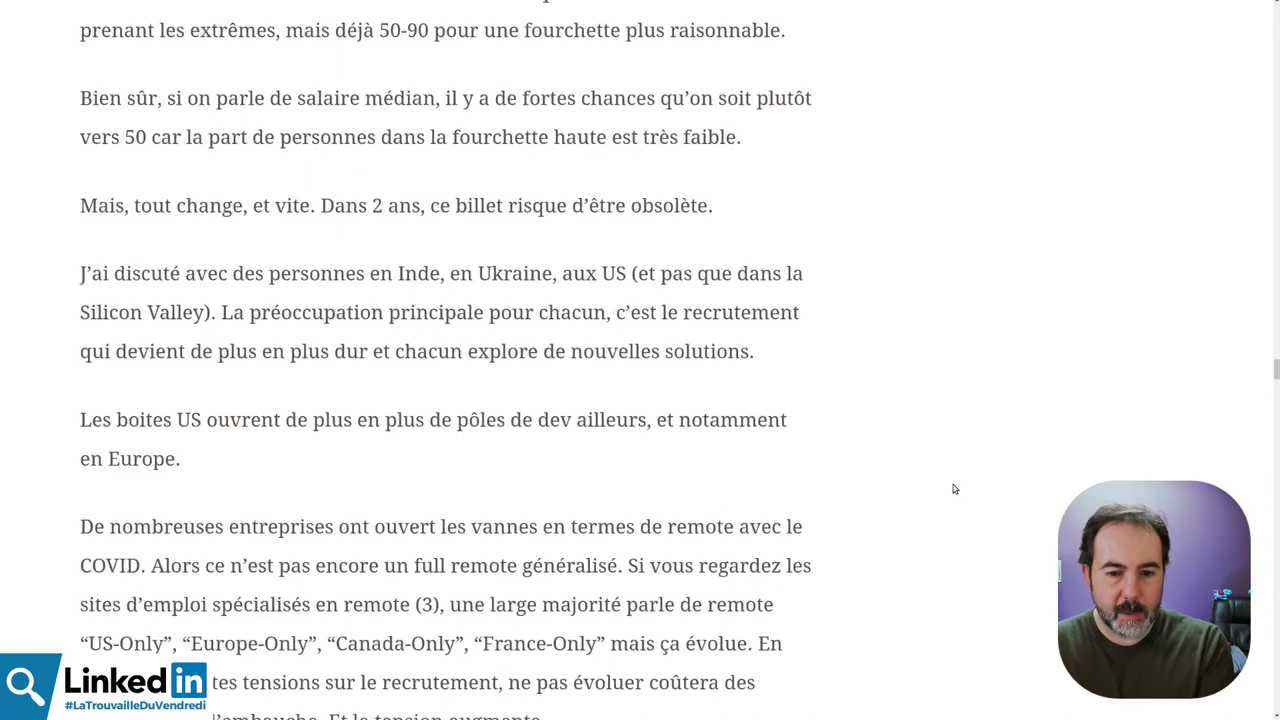 prenant les extrêmes, mais déjà 50-90 pour une fourchette plus raisonnable.
Bien sûr, si on parle de salaire médian, il y a de fortes chances qu’on soit plutôt
vers 50 car la part de personnes dans la fourchette haute est très faible.
Mais, tout change, et vite. Dans 2 ans, ce billet risque d’être obsolète.
J’ai discuté avec des personnes en Inde, en Ukraine, aux US (et pas que dans la
Silicon Valley). La préoccupation principale pour chacun, c’est le recrutement
qui devient de plus en plus dur et chacun explore de nouvelles solutions.
Les boites US ouvrent de plus en plus de pôles de dev ailleurs, et notamment
en Europe.
De nombreuses entreprises ont ouvert les vannes en termes de remote avec le
COVID. Alors ce n’est pas encore un full remote généralisé. Si vous regardez les
sites d’emploi spécialisés en remote (3), une large majorité parle de remote
“US-Only”, “Europe-Only”, “Canada-Only”, “France-Only” mais ça évolue. En
tensions sur le recrutement, ne pas évoluer coûtera des
l’embauche. Et la tension augmente.
Linked in
#LaTrouvailleDuVendredi